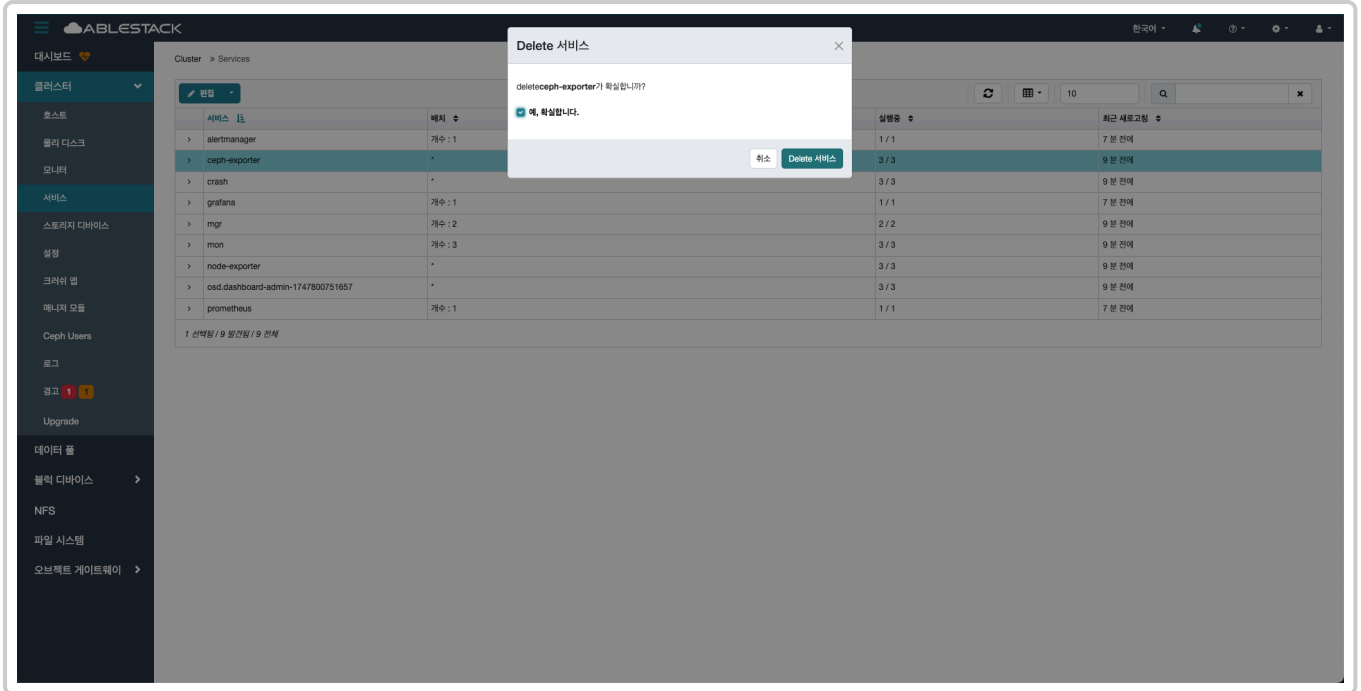 ABLESTACK
한국어
대시보드
클러스터
호스트
물리 디스크
모니터
서비스
스토리지 디바이스
설정
크러쉬 맵
매니저 모듈
Ceph Users
로그
경고 1 1
Upgrade
데이터 풀
블럭 디바이스
NFS
파일 시스템
오브젝트 게이트웨이
Cluster » Services
편집
10
서비스 배치 실행중 최근 새로고침
alertmanager 개수 : 1 1 / 1 7 분 전에
ceph-exporter * 3 / 3 9 분 전에
crash * 3 / 3 9 분 전에
grafana 개수 : 1 1 / 1 7 분 전에
mgr 개수 : 2 2 / 2 9 분 전에
mon 개수 : 3 3 / 3 9 분 전에
node-exporter * 3 / 3 9 분 전에
osd.dashboard-admin-1747800751657 * 3 / 3 9 분 전에
prometheus 개수 : 1 1 / 1 7 분 전에
1 선택됨 / 9 발견됨 / 9 전체
Delete 서비스
deleteceph-exporter가 확실합니까?
예, 확실합니다.
취소 Delete 서비스